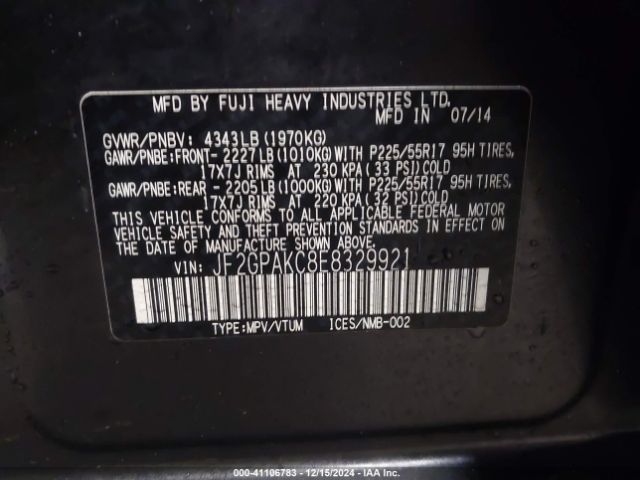 MFD BY FUJI HEAVY INDUSTRIES LTD.
MFD IN 07/14
GVWR/PNBV: 4343LB (1970KG)
GAWR/PNBE:FRONT- 2227 LB (1010KG) WITH P225/55R17 95H TIRES,
17X7J RIMS AT 230 KPA ( 33 PSI) COLD
GAWR/PNBE:REAR - 2205 LB (1000KG) WITH P225/55R17 95H TIRES,
17X7J RIMS AT 220 KPA ( 32 PSI) COLD
THIS VEHICLE CONFORMS TO ALL APPLICABLE FEDERAL MOTOR
VEHICLE SAFETY AND THEFT PREVENTION STANDARDS IN EFFECT ON
THE DATE OF MANUFACTURE SHOWN ABOVE.
VIN: JF2GPAKC8E8329921
TYPE:MPV/VTUM ICES/NMB-002
000-41106783 - 12/15/2024 - IAA Inc.